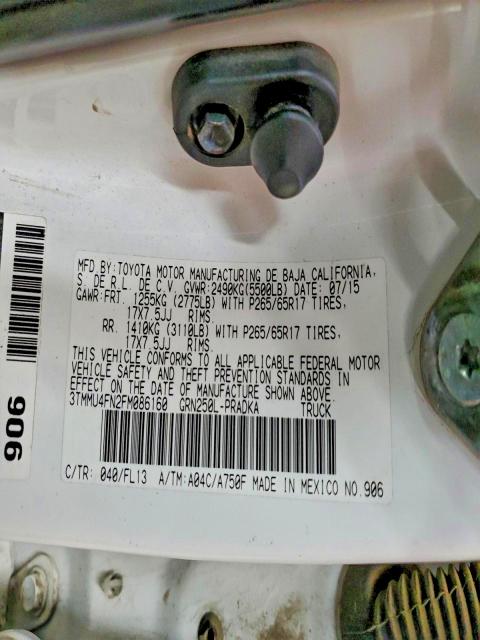 MFD BY: TOYOTA MOTOR MANUFACTURING DE BAJA CALIFORNIA,
S. DE R.L. DE C.V. GVWR: 2490KG(5500LB) DATE: 07/15
GAWR: FRT. 1255KG (2775LB) WITH P265/65R17 TIRES,
17X7.5JJ RIMS.
RR. 1410KG (3110LB) WITH P265/65R17 TIRES,
17X7.5JJ RIMS.
THIS VEHICLE CONFORMS TO ALL APPLICABLE FEDERAL MOTOR
VEHICLE SAFETY AND THEFT PREVENTION STANDARDS IN
EFFECT ON THE DATE OF MANUFACTURE SHOWN ABOVE.
3TMMU4FN2FM086160 GRN250L-PRADKA TRUCK
C/TR: 040/FL13 A/TM: A04C/A750F MADE IN MEXICO NO.906
906